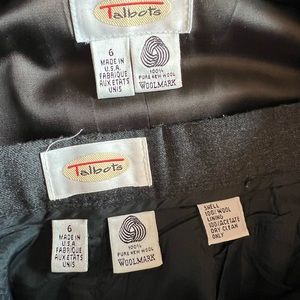 Talbots
6
MADE IN
U.S.A.
FABRIQUE
AUX ETATS
UNIS
100%
PURE NEW WOOL
WOOLMARK
Talbots
6
MADE IN
U.S.A.
FABRIQUE
AUX ETATS
UNIS
100%
PURE NEW WOOL
WOOLMARK
SHELL
100%WOOL
LINING
100%ACETATE
DRY CLEAN
ONLY